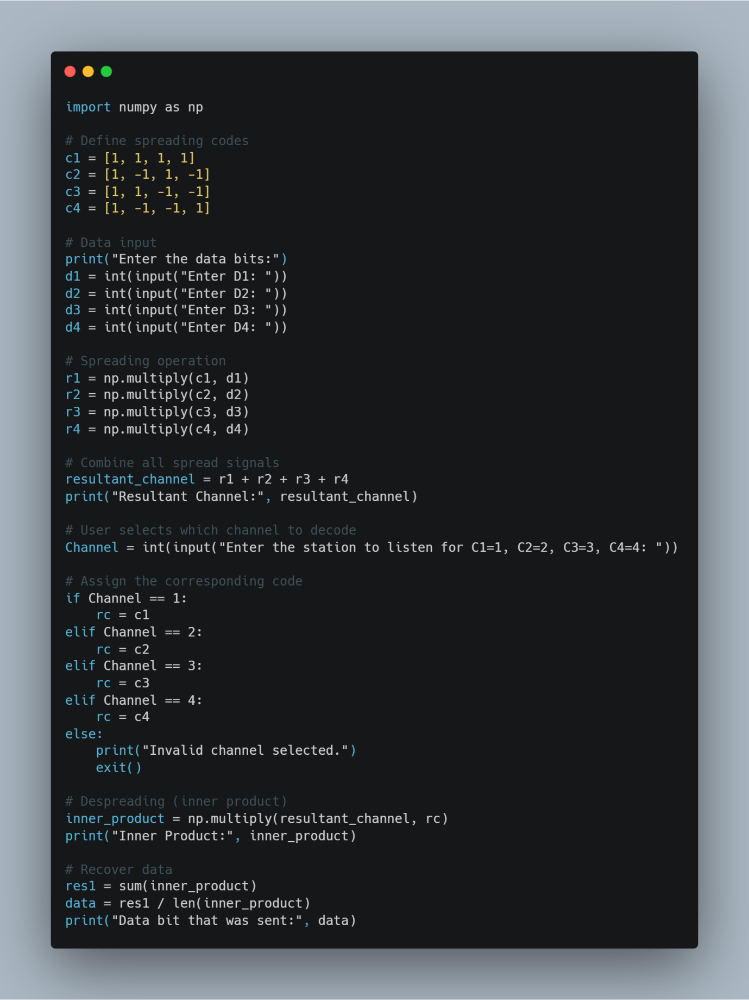 import numpy as np
# Define spreading codes
c1 = [1, 1, 1, 1]
c2 = [1, -1, 1, -1]
c3 = [1, 1, -1, -1]
c4 = [1, -1, -1, 1]
# Data input
print("Enter the data bits:")
d1 = int(input("Enter D1: "))
d2 = int(input("Enter D2: "))
d3 = int(input("Enter D3: "))
d4 = int(input("Enter D4: "))
# Spreading operation
r1 = np.multiply(c1, d1)
r2 = np.multiply(c2, d2)
r3 = np.multiply(c3, d3)
r4 = np.multiply(c4, d4)
# Combine all spread signals
resultant_channel = r1 + r2 + r3 + r4
print("Resultant Channel:", resultant_channel)
# User selects which channel to decode
Channel = int(input("Enter the station to listen for C1=1, C2=2, C3=3, C4=4: "))
# Assign the corresponding code
if Channel == 1:
    rc = c1
elif Channel == 2:
    rc = c2
elif Channel == 3:
    rc = c3
elif Channel == 4:
    rc = c4
else:
    print("Invalid channel selected.")
    exit()
# Despreading (inner product)
inner_product = np.multiply(resultant_channel, rc)
print("Inner Product:", inner_product)
# Recover data
res1 = sum(inner_product)
data = res1 / len(inner_product)
print("Data bit that was sent:", data)